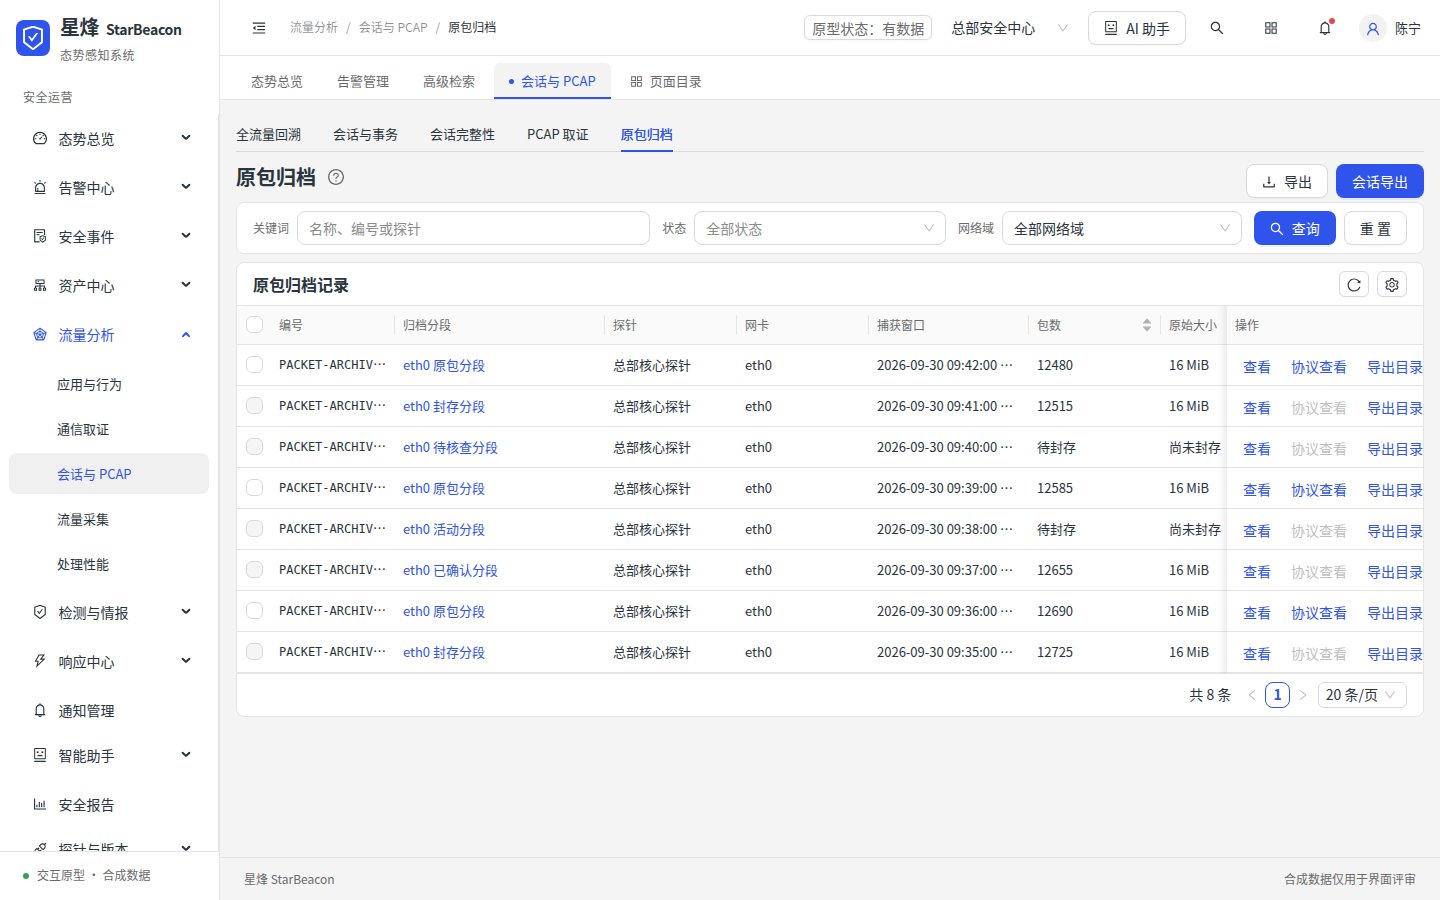 星烽 StarBeacon
态势感知系统
安全运营
态势总览
告警中心
安全事件
资产中心
流量分析
应用与行为
通信取证
会话与 PCAP
流量采集
处理性能
检测与情报
响应中心
通知管理
智能助手
安全报告
探针与版本
交互原型 · 合成数据
流量分析 / 会话与 PCAP / 原包归档
原型状态：有数据
总部安全中心
AI 助手
陈宁
态势总览 告警管理 高级检索 会话与 PCAP 页面目录
全流量回溯 会话与事务 会话完整性 PCAP 取证 原包归档
原包归档
导出 会话导出
关键词 名称、编号或探针 状态 全部状态 网络域 全部网络域 查询 重 置
原包归档记录
编号 归档分段 探针 网卡 捕获窗口 包数 原始大小 操作
PACKET-ARCHIV··· eth0 原包分段 总部核心探针 eth0 2026-09-30 09:42:00 ··· 12480 16 MiB 查看 协议查看 导出目录
PACKET-ARCHIV··· eth0 封存分段 总部核心探针 eth0 2026-09-30 09:41:00 ··· 12515 16 MiB 查看 协议查看 导出目录
PACKET-ARCHIV··· eth0 待核查分段 总部核心探针 eth0 2026-09-30 09:40:00 ··· 待封存 尚未封存 查看 协议查看 导出目录
PACKET-ARCHIV··· eth0 原包分段 总部核心探针 eth0 2026-09-30 09:39:00 ··· 12585 16 MiB 查看 协议查看 导出目录
PACKET-ARCHIV··· eth0 活动分段 总部核心探针 eth0 2026-09-30 09:38:00 ··· 待封存 尚未封存 查看 协议查看 导出目录
PACKET-ARCHIV··· eth0 已确认分段 总部核心探针 eth0 2026-09-30 09:37:00 ··· 12655 16 MiB 查看 协议查看 导出目录
PACKET-ARCHIV··· eth0 原包分段 总部核心探针 eth0 2026-09-30 09:36:00 ··· 12690 16 MiB 查看 协议查看 导出目录
PACKET-ARCHIV··· eth0 封存分段 总部核心探针 eth0 2026-09-30 09:35:00 ··· 12725 16 MiB 查看 协议查看 导出目录
共 8 条 < 1 > 20 条/页
星烽 StarBeacon
合成数据仅用于界面评审